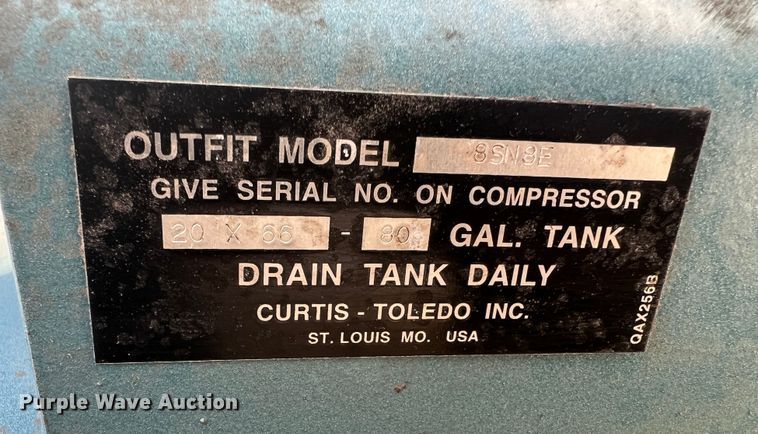 OUTFIT MODEL 8SN8E
GIVE SERIAL NO. ON COMPRESSOR
20 X 66 - 80 GAL. TANK
DRAIN TANK DAILY
CURTIS - TOLEDO INC.
ST. LOUIS MO. USA
QAX256B
Purple Wave Auction